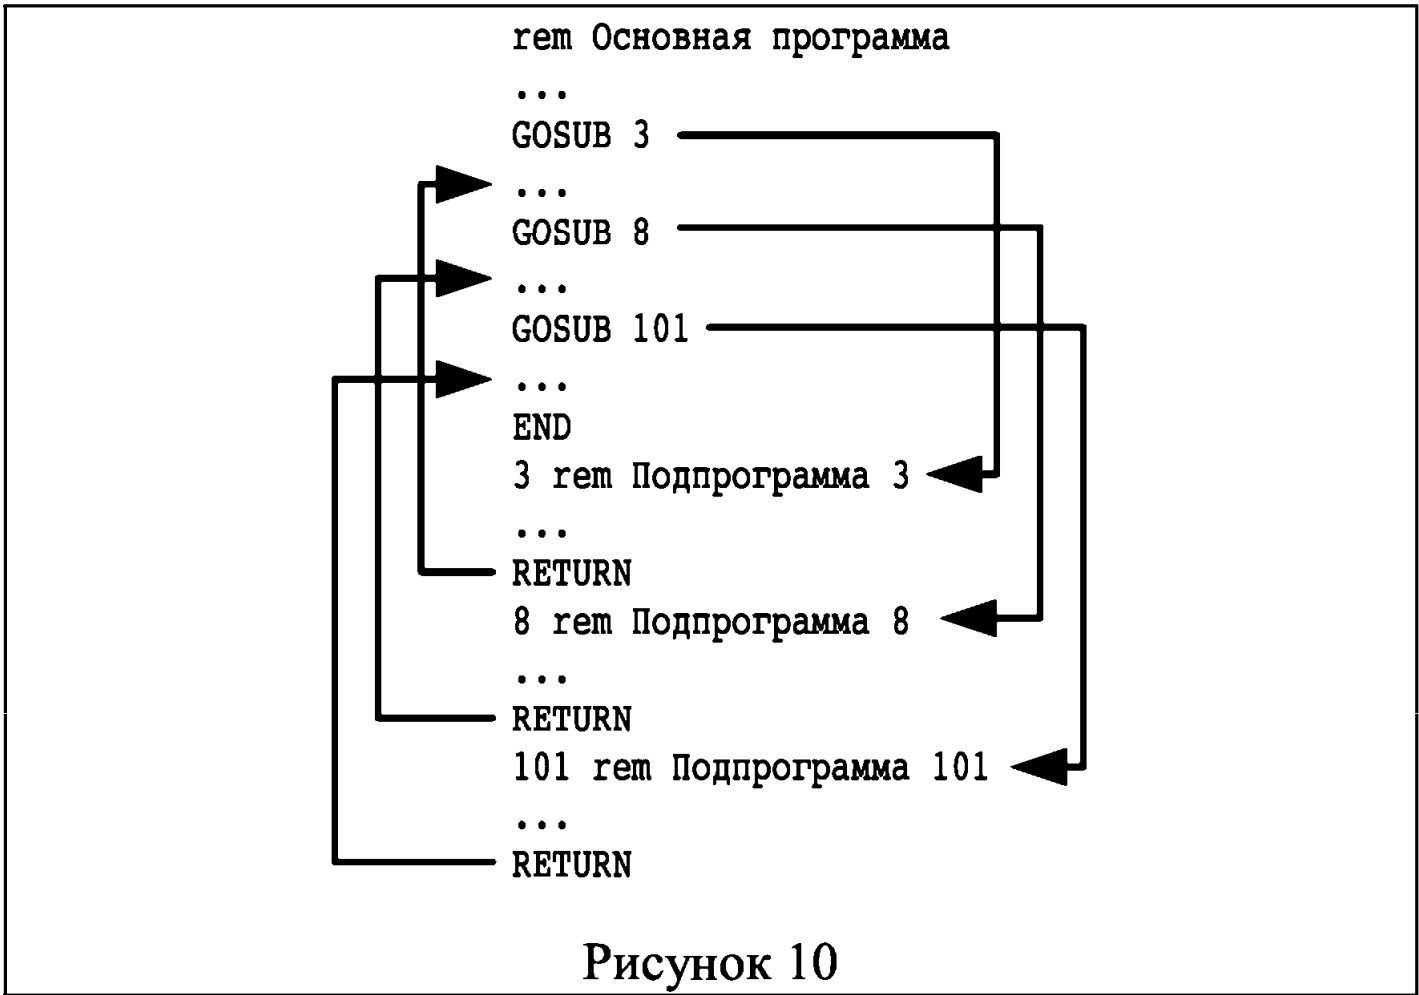 rem Основная программа
...
GOSUB 3
...
GOSUB 8
...
GOSUB 101
...
END
3 rem Подпрограмма 3
...
RETURN
8 rem Подпрограмма 8
...
RETURN
101 rem Подпрограмма 101
...
RETURN
Рисунок 10